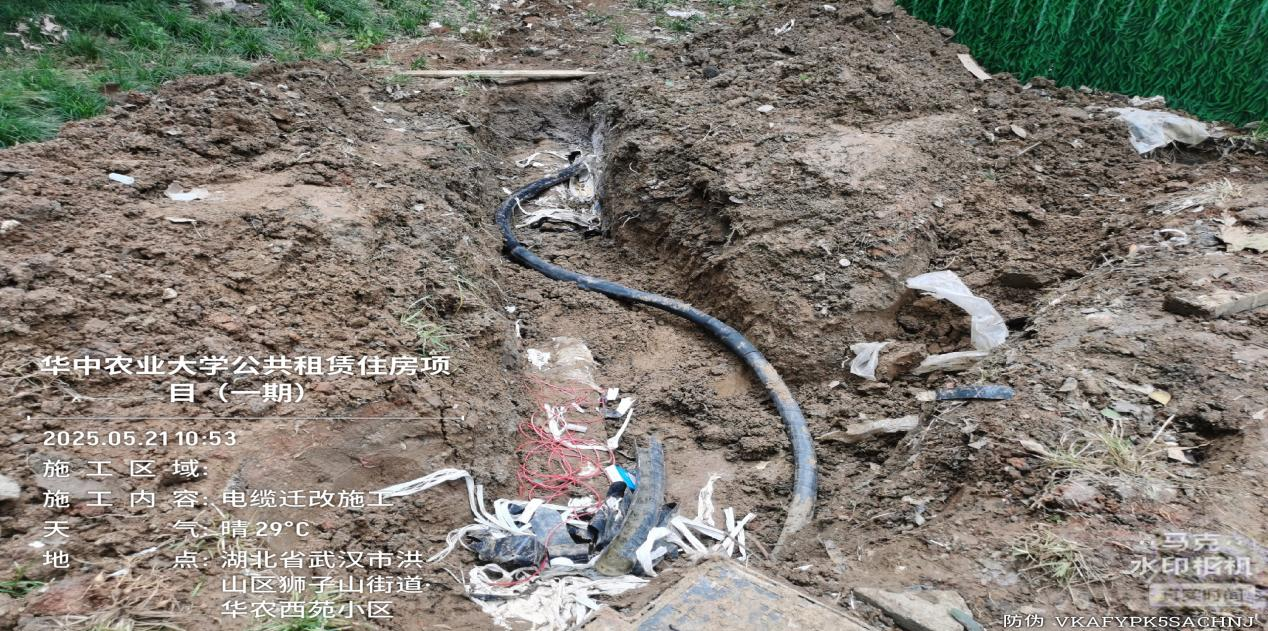 华中农业大学公共租赁住房项
目（一期）
2025.05.21 10:53
施工区域:
施工内容: 电缆迁改施工
天气: 晴 29°C
地点: 湖北省武汉市洪
山区狮子山街道·
华农西苑小区
马克
水印相机
防伪 VKAFYPK5SACHNJ